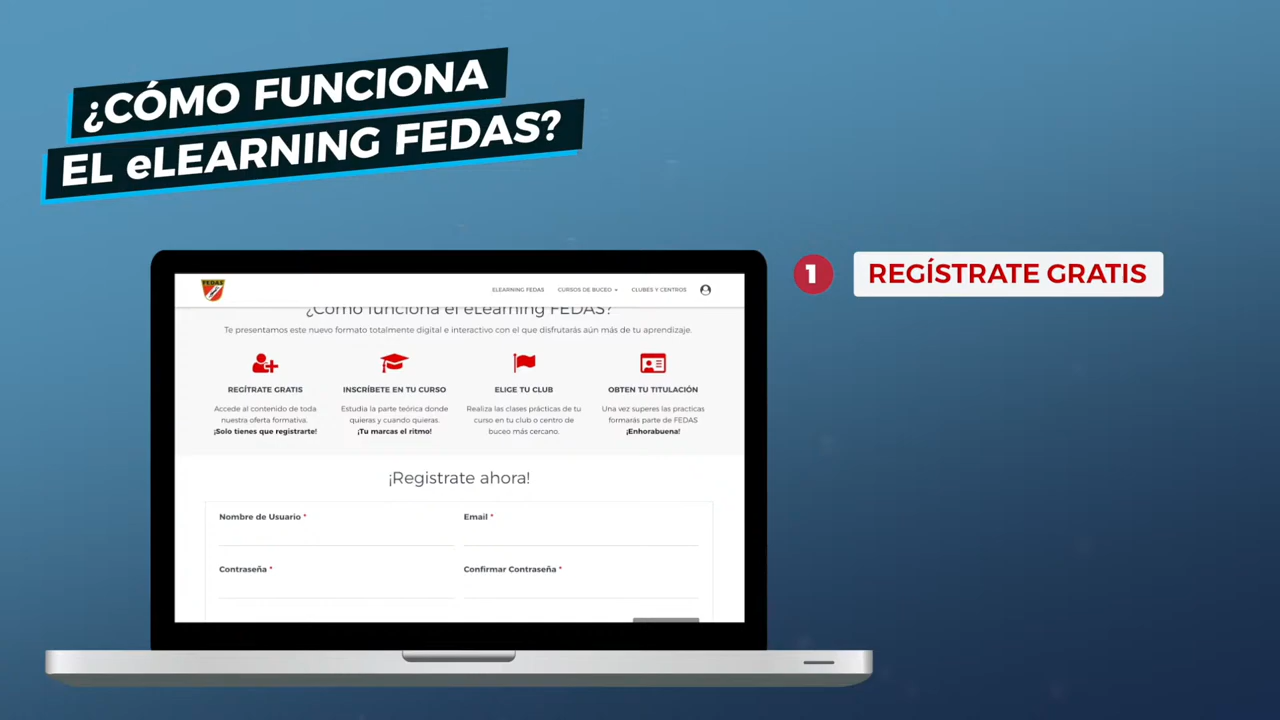 ¿CÓMO FUNCIONA
EL eLEARNING FEDAS?
1 REGÍSTRATE GRATIS
FEDAS
ELEARNING FEDAS CURSOS DE BUCEO CLUBES Y CENTROS
¿Cómo funciona el eLearning FEDAS?
Te presentamos este nuevo formato totalmente digital e interactivo con el que disfrutarás aún más de tu aprendizaje.
REGÍTRATE GRATIS
Accede al contenido de toda
nuestra oferta formativa.
¡Solo tienes que registrarte!
INSCRÍBETE EN TU CURSO
Estudia la parte teórica donde
quieras y cuando quieras.
¡Tu marcas el ritmo!
ELIGE TU CLUB
Realiza las clases prácticas de tu
curso en tu club o centro de
buceo más cercano.
OBTEN TU TITULACIÓN
Una vez superes las practicas
formarás parte de FEDAS
¡Enhorabuena!
¡Registrate ahora!
Nombre de Usuario *
Email *
Contraseña *
Confirmar Contraseña *